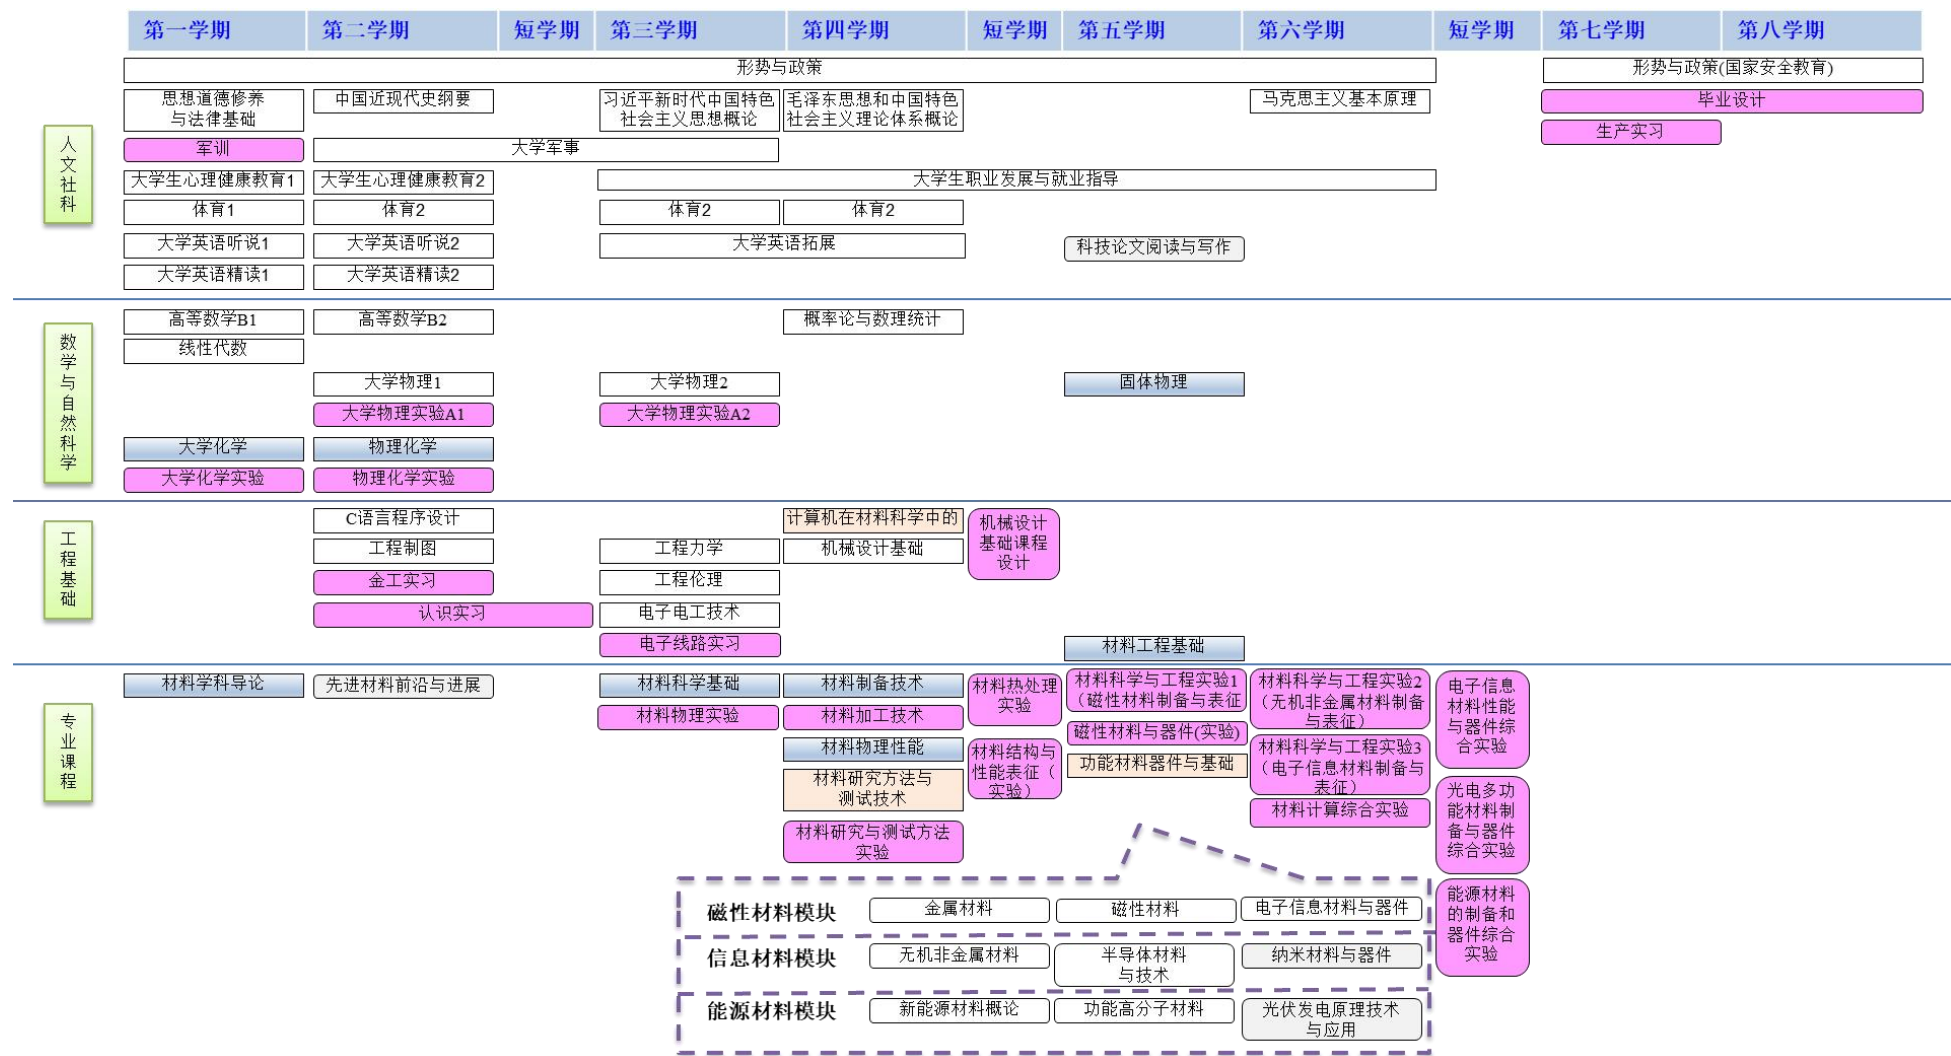 第一学期 第二学期 短学期 第三学期 第四学期 短学期 第五学期 第六学期 短学期 第七学期 第八学期
形势与政策 形势与政策(国家安全教育)
人文社科
思想道德修养
与法律基础
中国近现代史纲要
习近平新时代中国特色
社会主义思想概论
毛泽东思想和中国特色
社会主义理论体系概论
马克思主义基本原理
毕业设计
生产实习
军训 大学军事
大学生心理健康教育1 大学生心理健康教育2 大学生职业发展与就业指导
体育1 体育2 体育2 体育2
大学英语听说1 大学英语听说2 大学英语拓展 科技论文阅读与写作
大学英语精读1 大学英语精读2
数学与自然科学
高等数学B1 高等数学B2 概率论与数理统计
线性代数
大学物理1 大学物理2 固体物理
大学物理实验A1 大学物理实验A2
大学化学 物理化学
大学化学实验 物理化学实验
工程基础
C语言程序设计 计算机在材料科学中的
机械设计
基础课程
设计
工程制图 工程力学 机械设计基础
金工实习 工程伦理
认识实习 电子电工技术
电子线路实习 材料工程基础
专业课程
材料学科导论 先进材料前沿与进展 材料科学基础 材料制备技术
材料热处理
实验
材料科学与工程实验1
（磁性材料制备与表征
材料科学与工程实验2
（无机非金属材料制备
与表征）
电子信息
材料性能
与器件综
合实验
材料物理实验 材料加工技术
磁性材料与器件(实验)
材料物理性能
材料结构与
性能表征（
实验）
功能材料器件与基础
材料科学与工程实验3
（电子信息材料制备与
表征）
材料研究方法与
测试技术
材料计算综合实验
光电多功
能材料制
备与器件
综合实验
材料研究与测试方法
实验
能源材料
的制备和
器件综合
实验
磁性材料模块 金属材料 磁性材料 电子信息材料与器件
信息材料模块 无机非金属材料
半导体材料
与技术
纳米材料与器件
能源材料模块 新能源材料概论 功能高分子材料
光伏发电原理技术
与应用